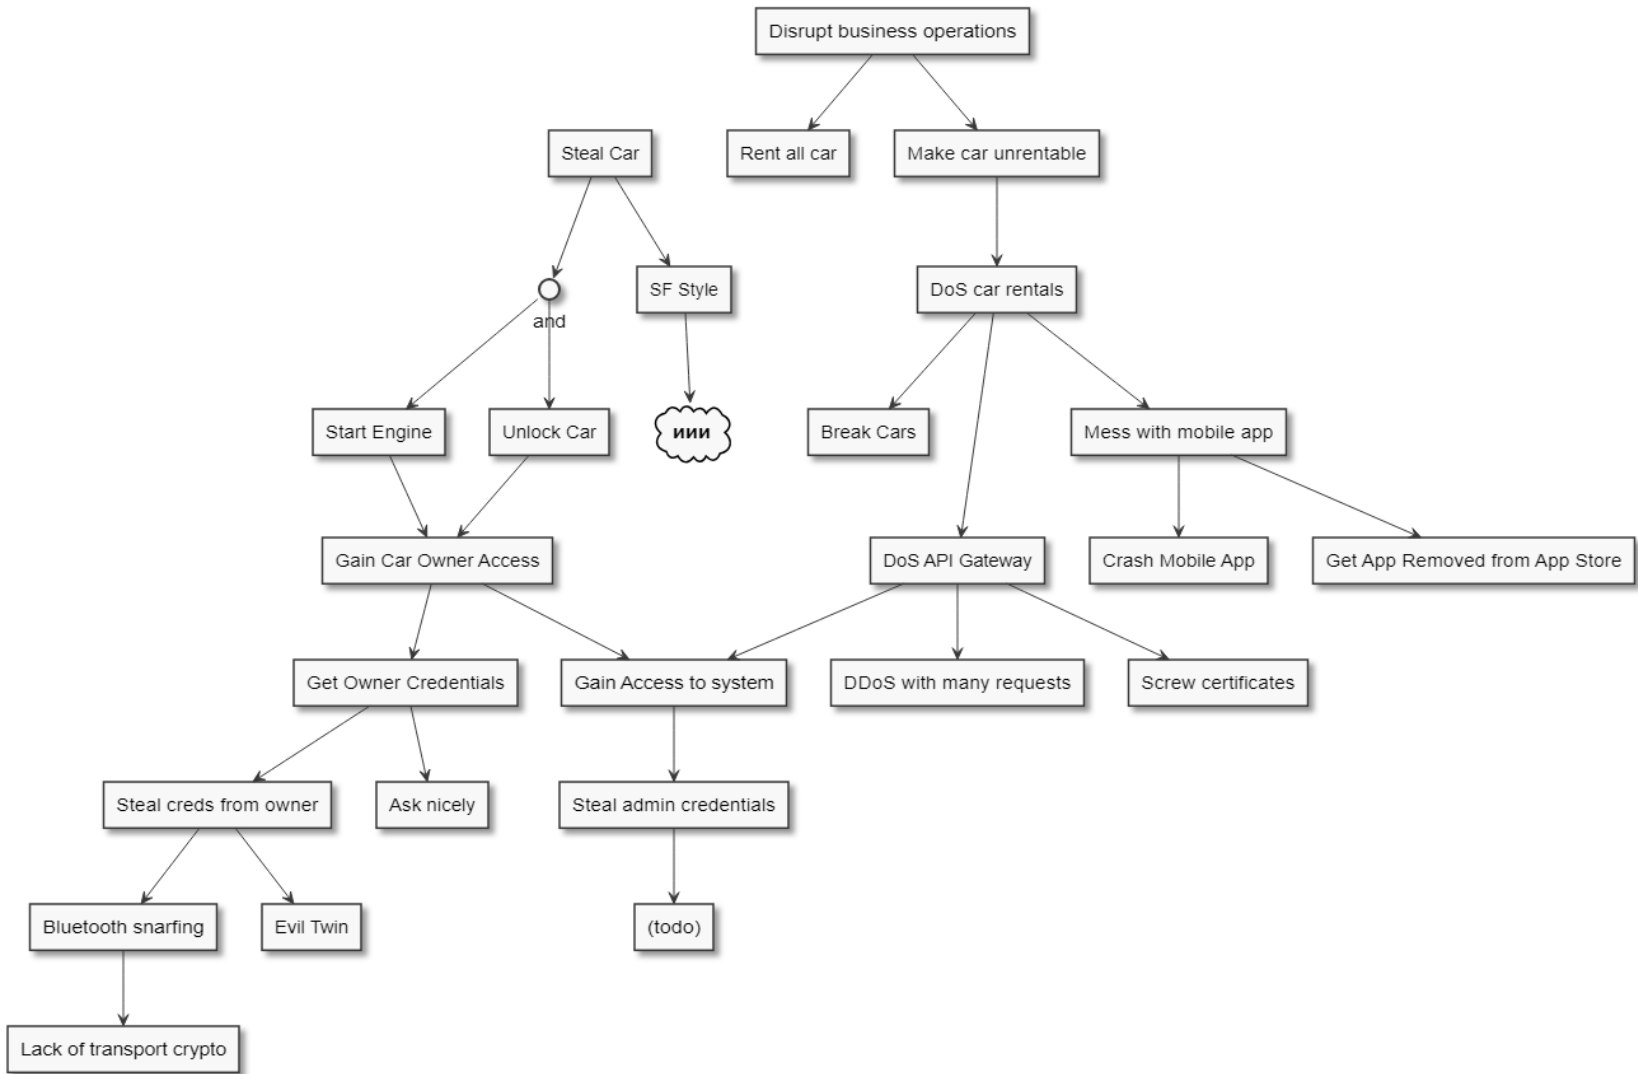 Disrupt business operations
Steal Car
Rent all car
Make car unrentable
SF Style
DoS car rentals
and
Start Engine
Unlock Car
иии
Break Cars
Mess with mobile app
Gain Car Owner Access
DoS API Gateway
Crash Mobile App
Get App Removed from App Store
Get Owner Credentials
Gain Access to system
DDoS with many requests
Screw certificates
Steal creds from owner
Ask nicely
Steal admin credentials
Bluetooth snarfing
Evil Twin
(todo)
Lack of transport crypto